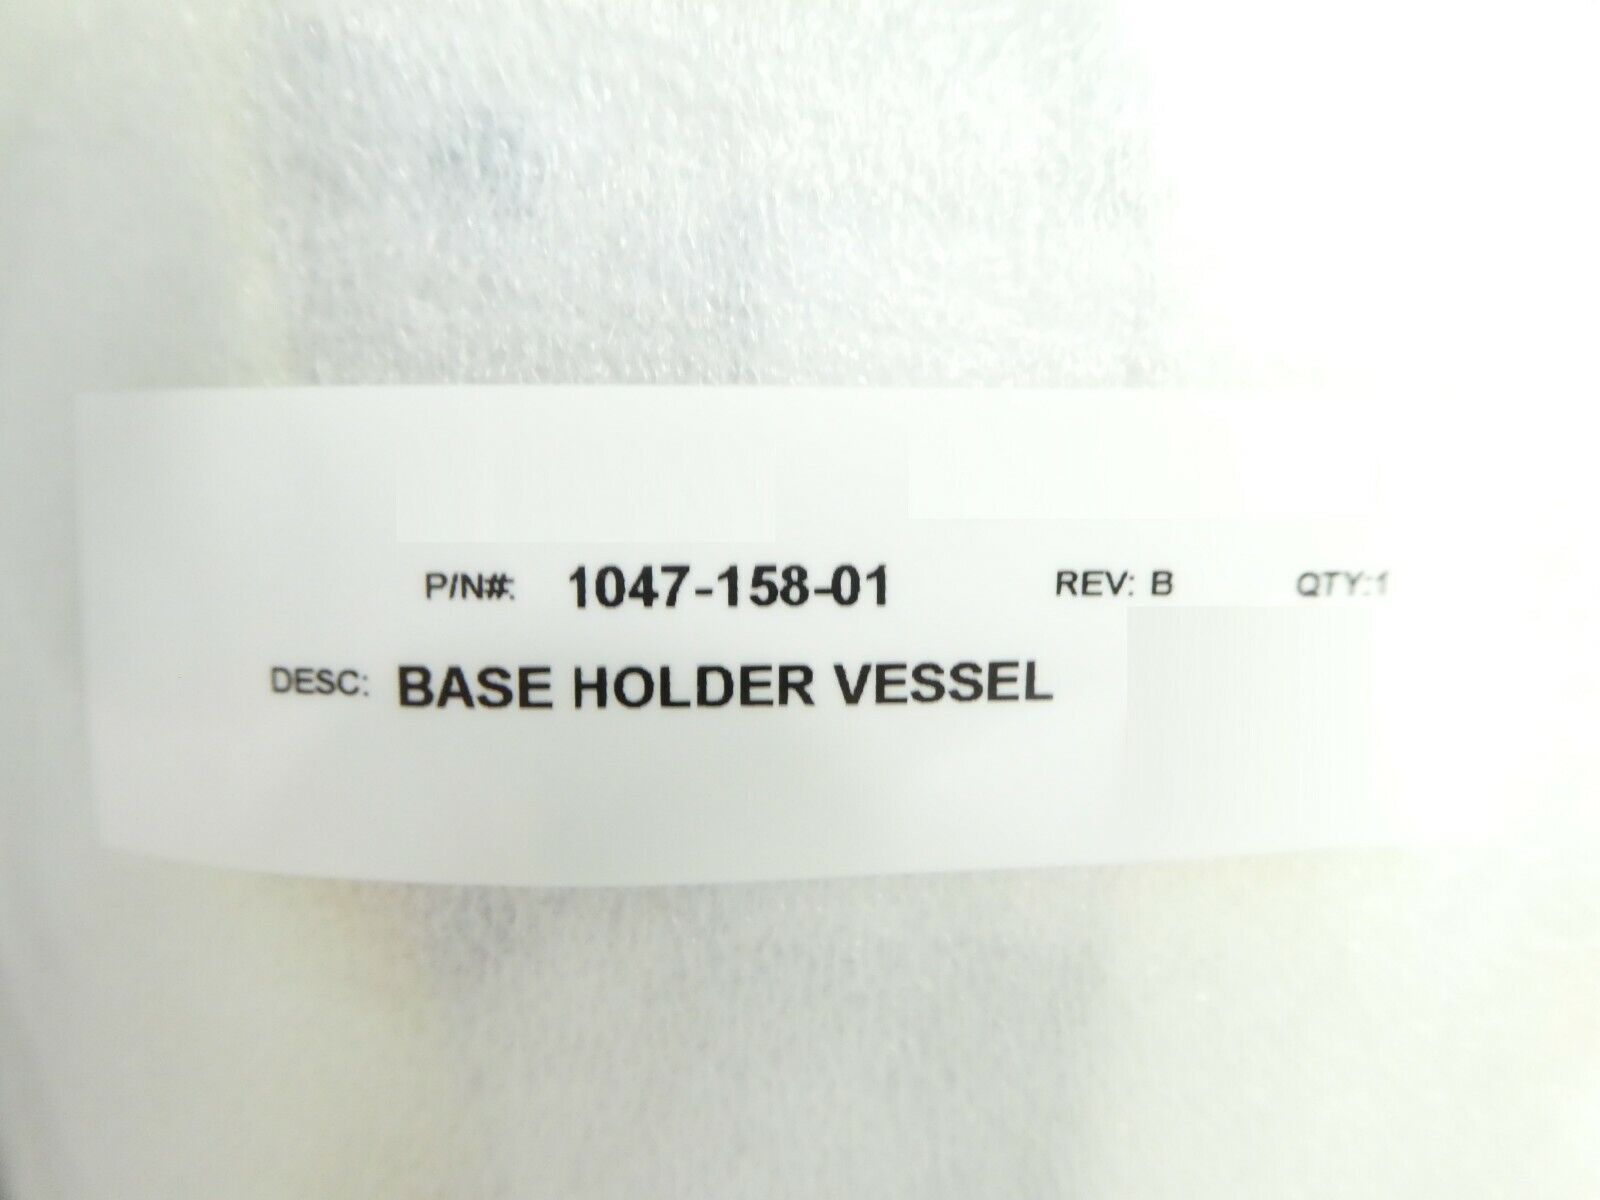 P/N#: 1047-158-01 REV: B QTY:1
DESC: BASE HOLDER VESSEL